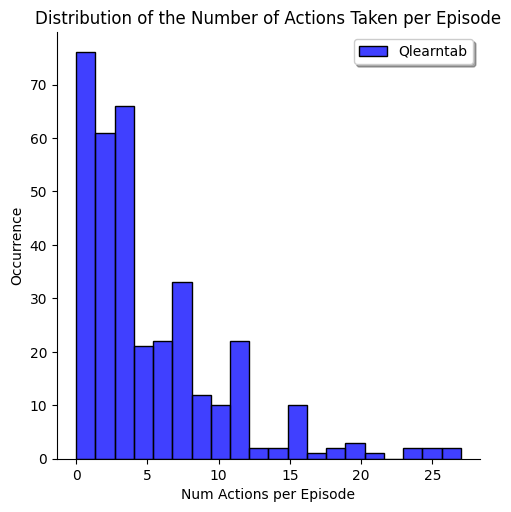 Distribution of the Number of Actions Taken per Episode
Qlearntab
70
60
50
40
30
20
10
0
Occurrence
0 5 10 15 20 25
Num Actions per Episode